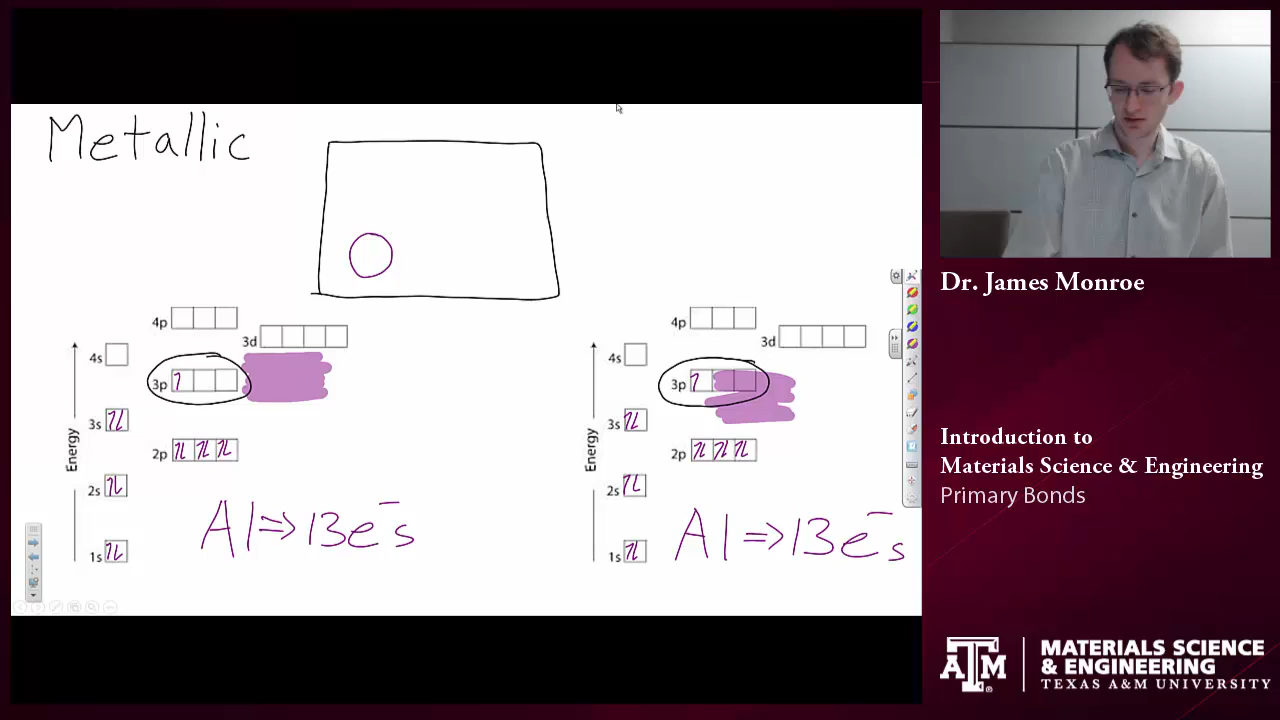 Metallic
4p
3d
4s
3p
3s
2p
2s
1s
Energy
Al => 13e⁻s
4p
3d
4s
3p
3s
2p
2s
1s
Energy
Al => 13e⁻s
Dr. James Monroe
Introduction to
Materials Science & Engineering
Primary Bonds
ATM
MATERIALS SCIENCE
& ENGINEERING
TEXAS A&M UNIVERSITY